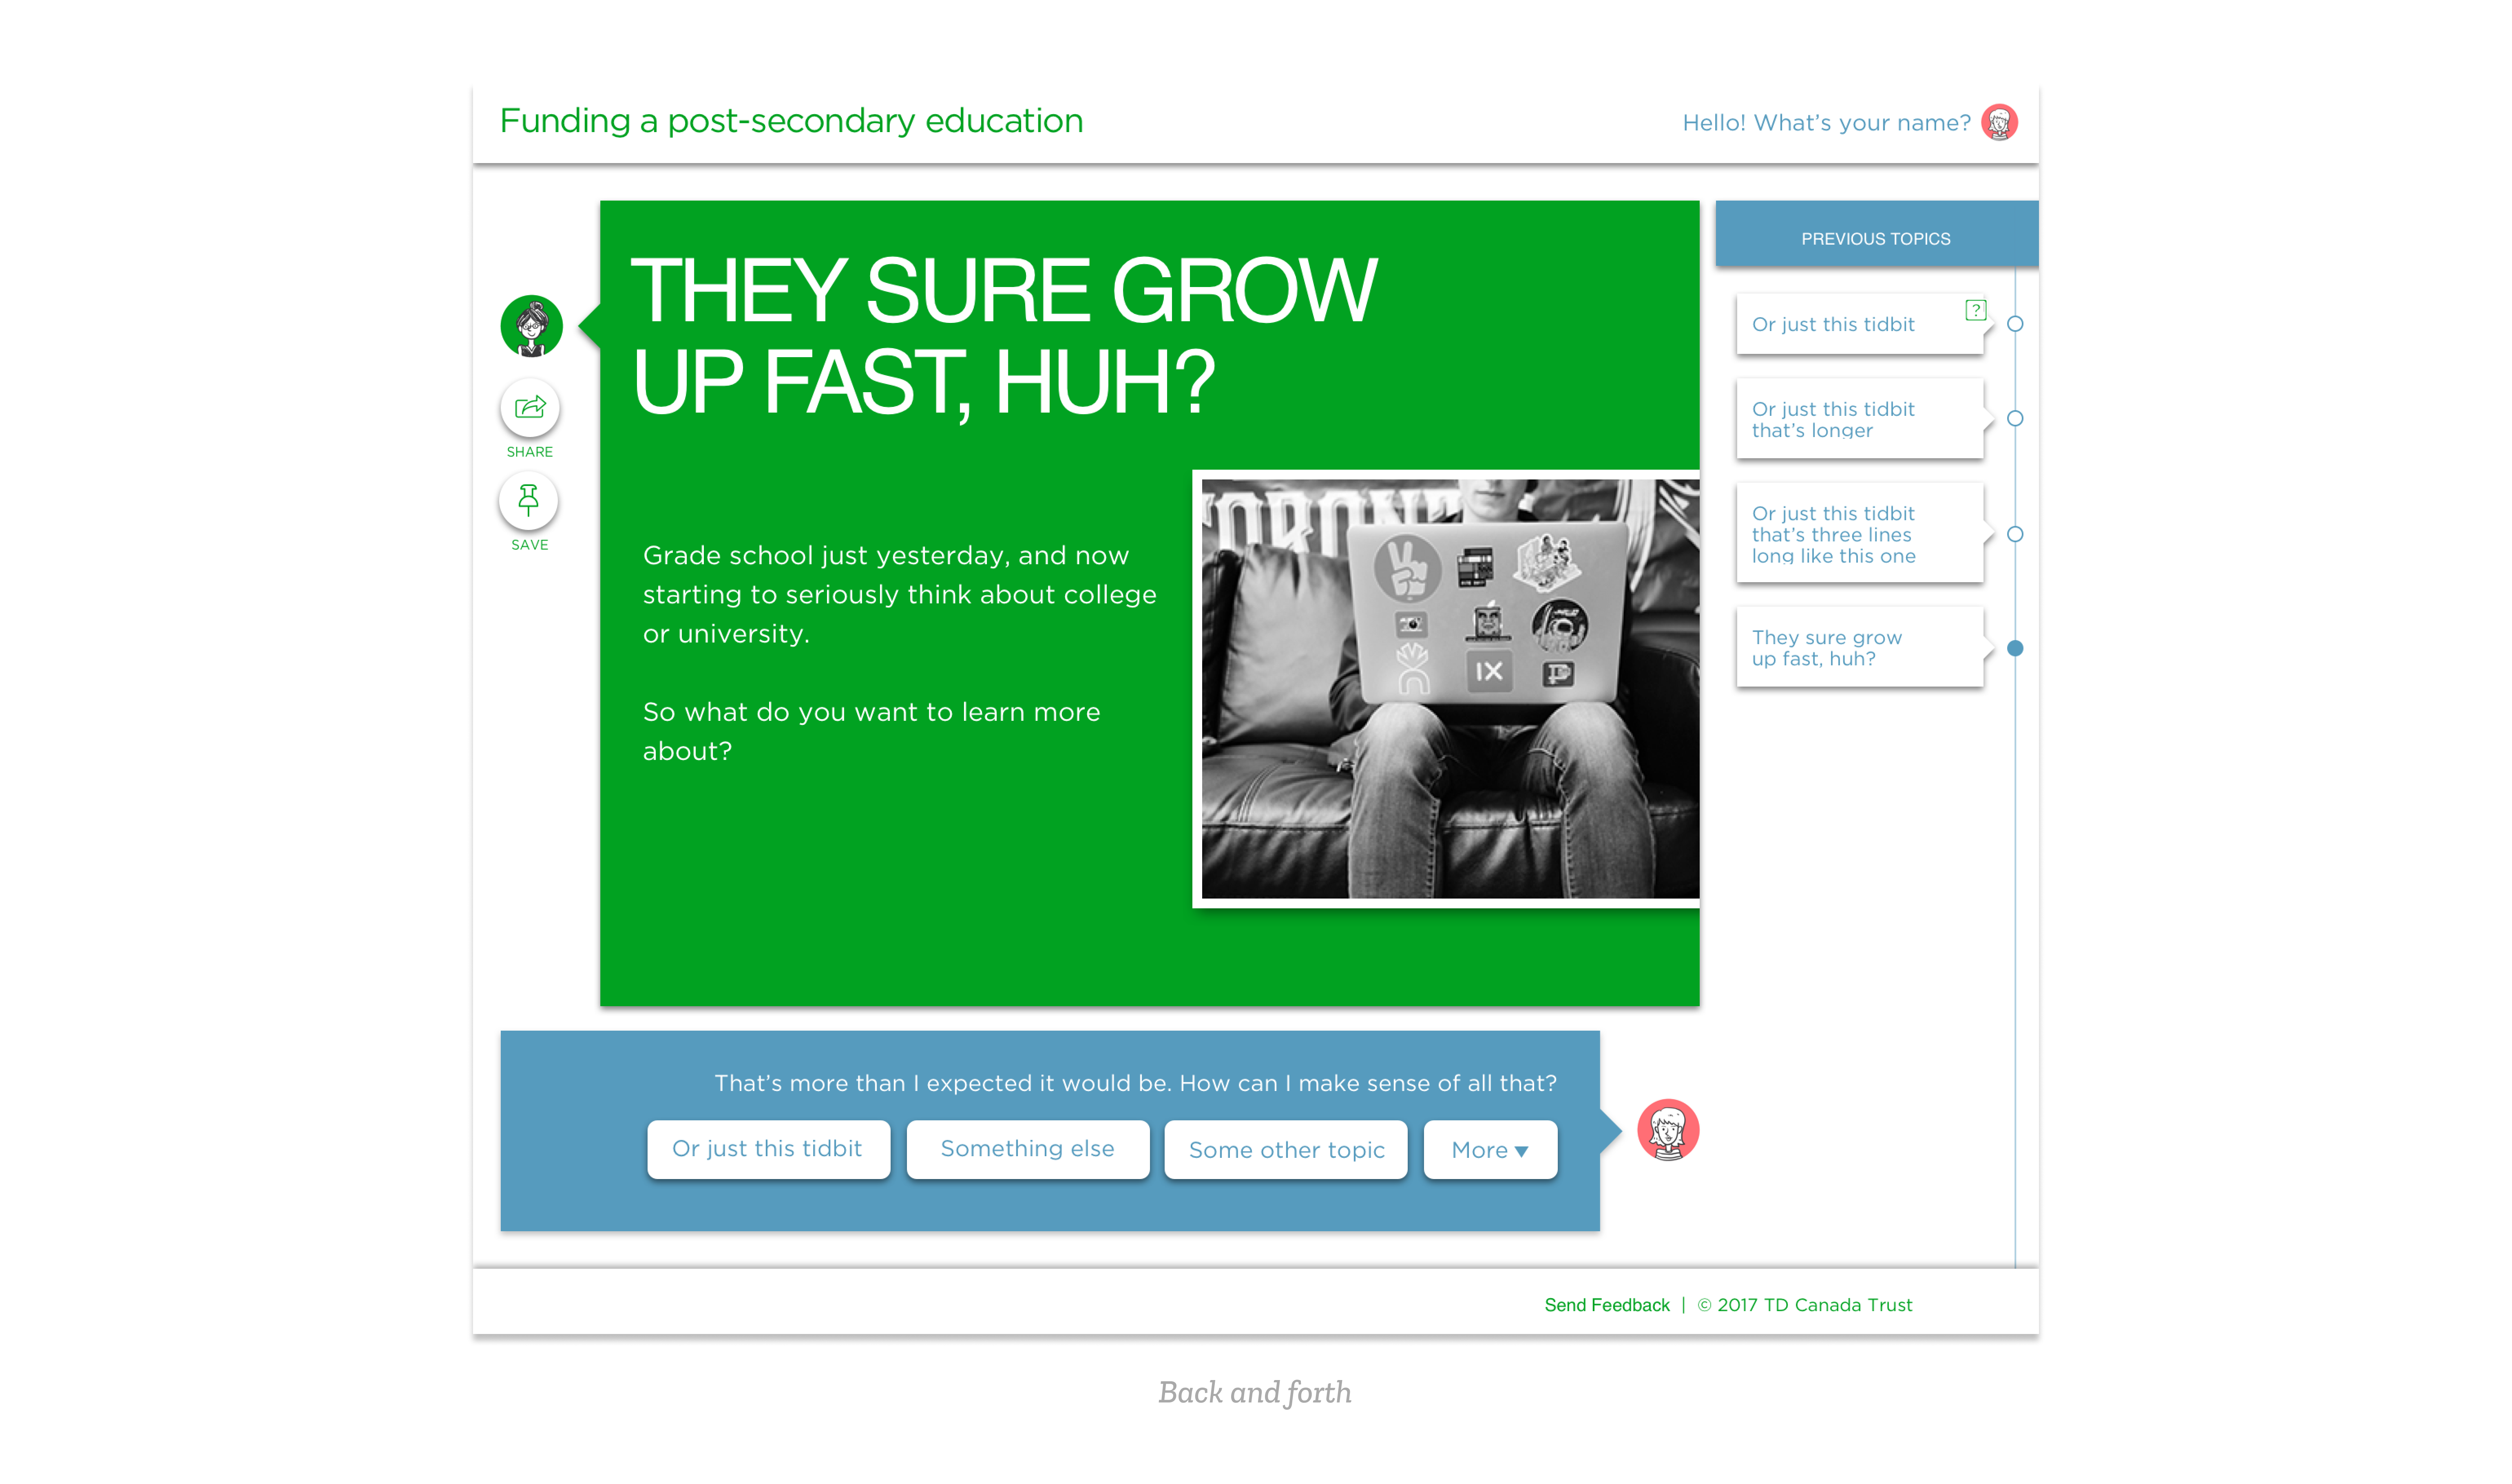 Funding a post-secondary education
Hello! What’s your name?
THEY SURE GROW
UP FAST, HUH?
SHARE
SAVE
Grade school just yesterday, and now
starting to seriously think about college
or university.
So what do you want to learn more
about?
IX
PREVIOUS TOPICS
Or just this tidbit
?
Or just this tidbit
that’s longer
Or just this tidbit
that’s three lines
long like this one
They sure grow
up fast, huh?
That’s more than I expected it would be. How can I make sense of all that?
Or just this tidbit
Something else
Some other topic
More
Send Feedback | © 2017 TD Canada Trust
Back and forth